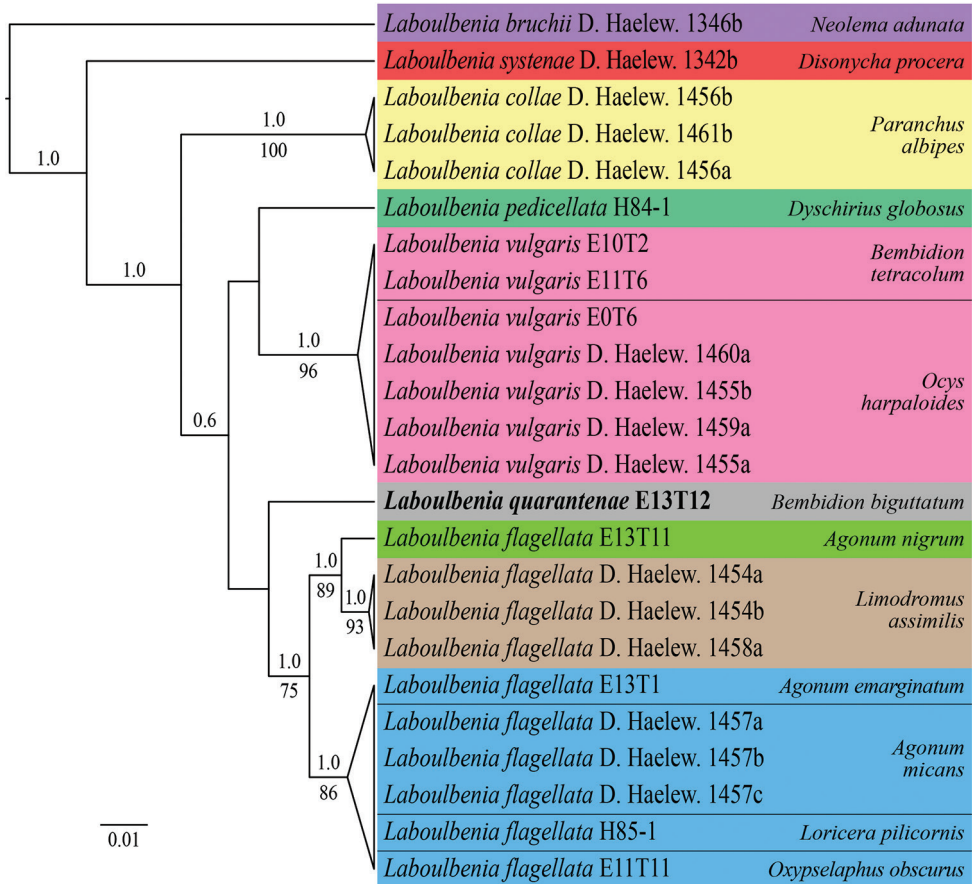 Laboulbenia bruchii D. Haelew. 1346b Neolema adunata
Laboulbenia systenae D. Haelew. 1342b Disonycha procera
Laboulbenia collae D. Haelew. 1456b
Laboulbenia collae D. Haelew. 1461b
Laboulbenia collae D. Haelew. 1456a
Paranchus
albipes
Laboulbenia pedicellata H84-1 Dyschirius globosus
Laboulbenia vulgaris E10T2
Laboulbenia vulgaris E11T6
Bembidion
tetracolum
Laboulbenia vulgaris E0T6
Laboulbenia vulgaris D. Haelew. 1460a
Laboulbenia vulgaris D. Haelew. 1455b
Laboulbenia vulgaris D. Haelew. 1459a
Laboulbenia vulgaris D. Haelew. 1455a
Ocys
harpaloides
Laboulbenia quarantenae E13T12 Bembidion biguttatum
Laboulbenia flagellata E13T11 Agonum nigrum
Laboulbenia flagellata D. Haelew. 1454a
Laboulbenia flagellata D. Haelew. 1454b
Laboulbenia flagellata D. Haelew. 1458a
Limodromus
assimilis
Laboulbenia flagellata E13T1 Agonum emarginatum
Laboulbenia flagellata D. Haelew. 1457a
Laboulbenia flagellata D. Haelew. 1457b
Laboulbenia flagellata D. Haelew. 1457c
Agonum
micans
Laboulbenia flagellata H85-1 Loricera pilicornis
Laboulbenia flagellata E11T11 Oxypselaphus obscurus
1.0
1.0
1.0
100
0.6
1.0
96
1.0
75
1.0
89
1.0
93
1.0
86
0.01